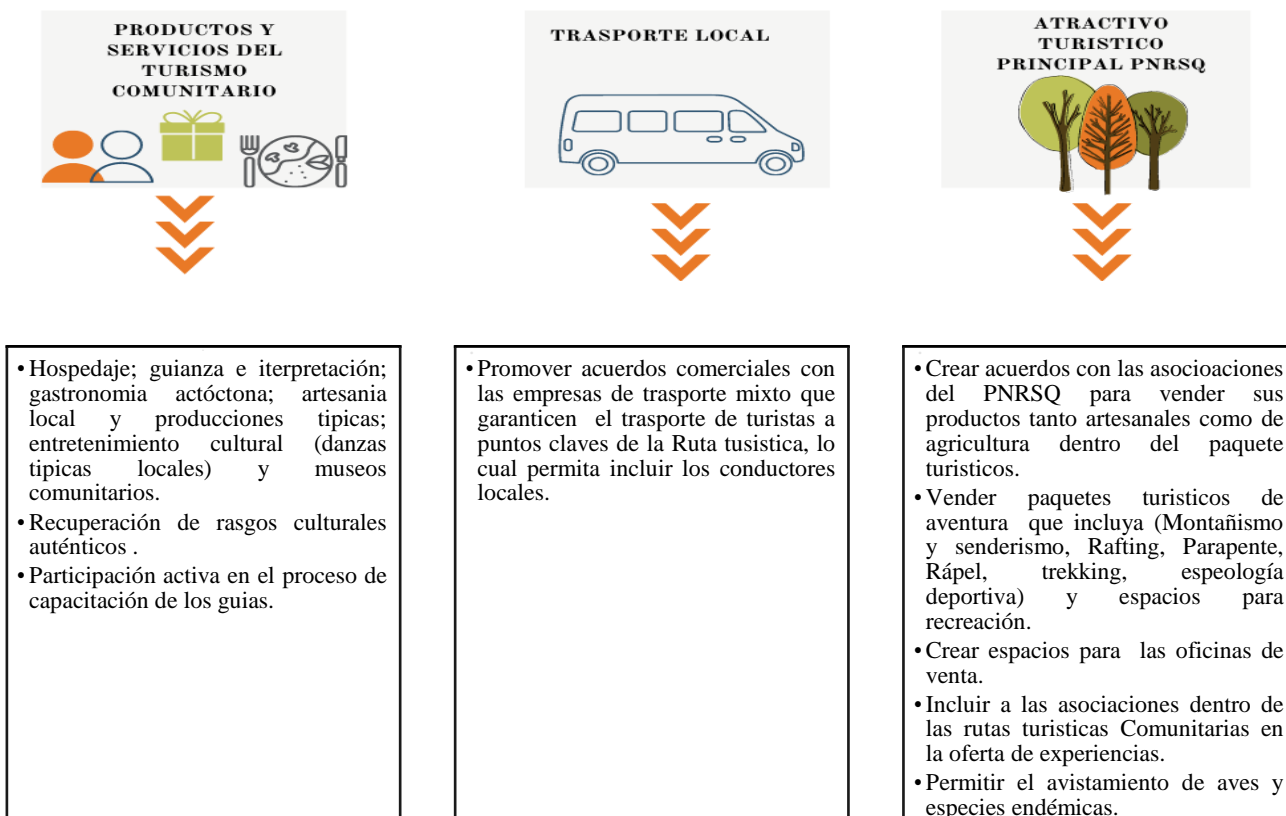 PRODUCTOS Y
SERVICIOS DEL
TURISMO
COMUNITARIO
TRASPORTE LOCAL
ATRACTIVO
TURISTICO
PRINCIPAL PNRSQ
•Hospedaje; guianza e iterpretación;
gastronomia actóctona; artesania
local y producciones tipicas;
entretenimiento cultural (danzas
tipicas locales) y museos
comunitarios.
•Recuperación de rasgos culturales
auténticos .
•Participación activa en el proceso de
capacitación de los guias.
•Promover acuerdos comerciales con
las empresas de trasporte mixto que
garanticen el trasporte de turistas a
puntos claves de la Ruta tusistica, lo
cual permita incluir los conductores
locales.
•Crear acuerdos con las asocioaciones
del PNRSQ para vender sus
productos tanto artesanales como de
agricultura dentro del paquete
turisticos.
•Vender paquetes turisticos de
aventura que incluya (Montañismo
y senderismo, Rafting, Parapente,
Rápel, trekking, espeología
deportiva) y espacios para
recreación.
•Crear espacios para las oficinas de
venta.
•Incluir a las asociaciones dentro de
las rutas turisticas Comunitarias en
la oferta de experiencias.
•Permitir el avistamiento de aves y
especies endémicas.